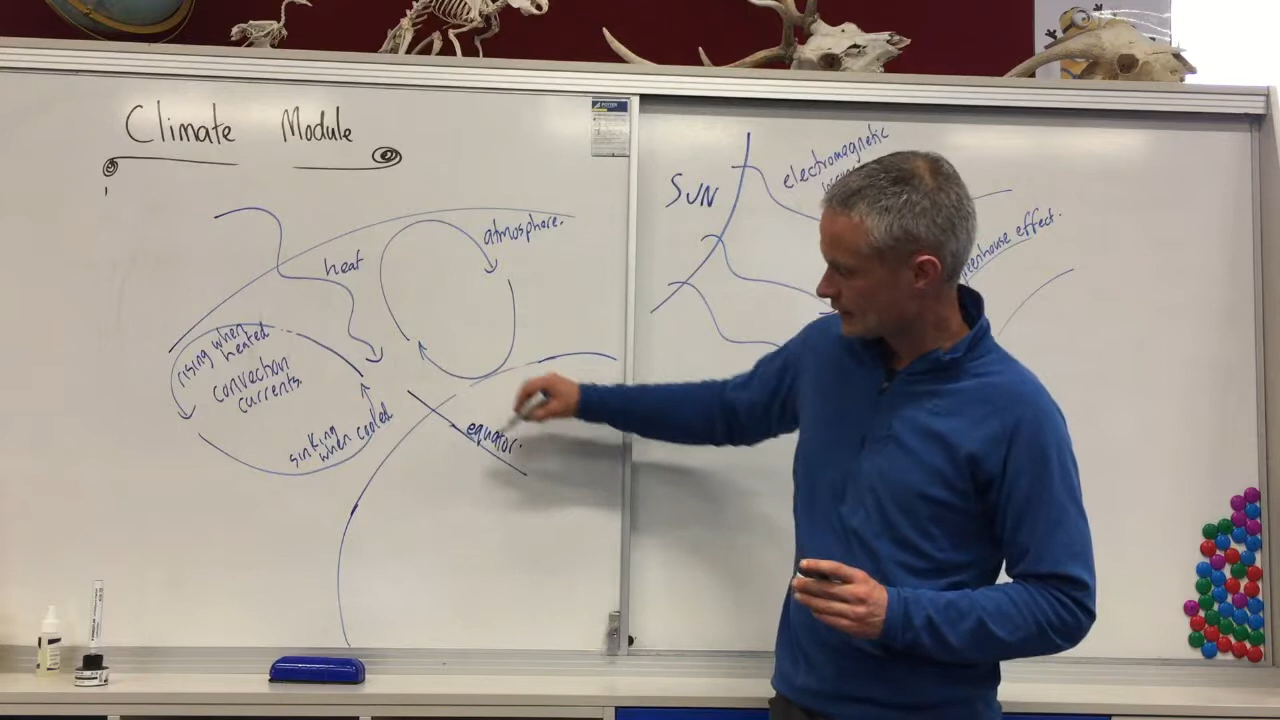 Climate Module
heat
atmosphere.
rising when
heated
convection
currents.
sinking
when cooled
equator.
SUN
electromagnetic
greenhouse effect.